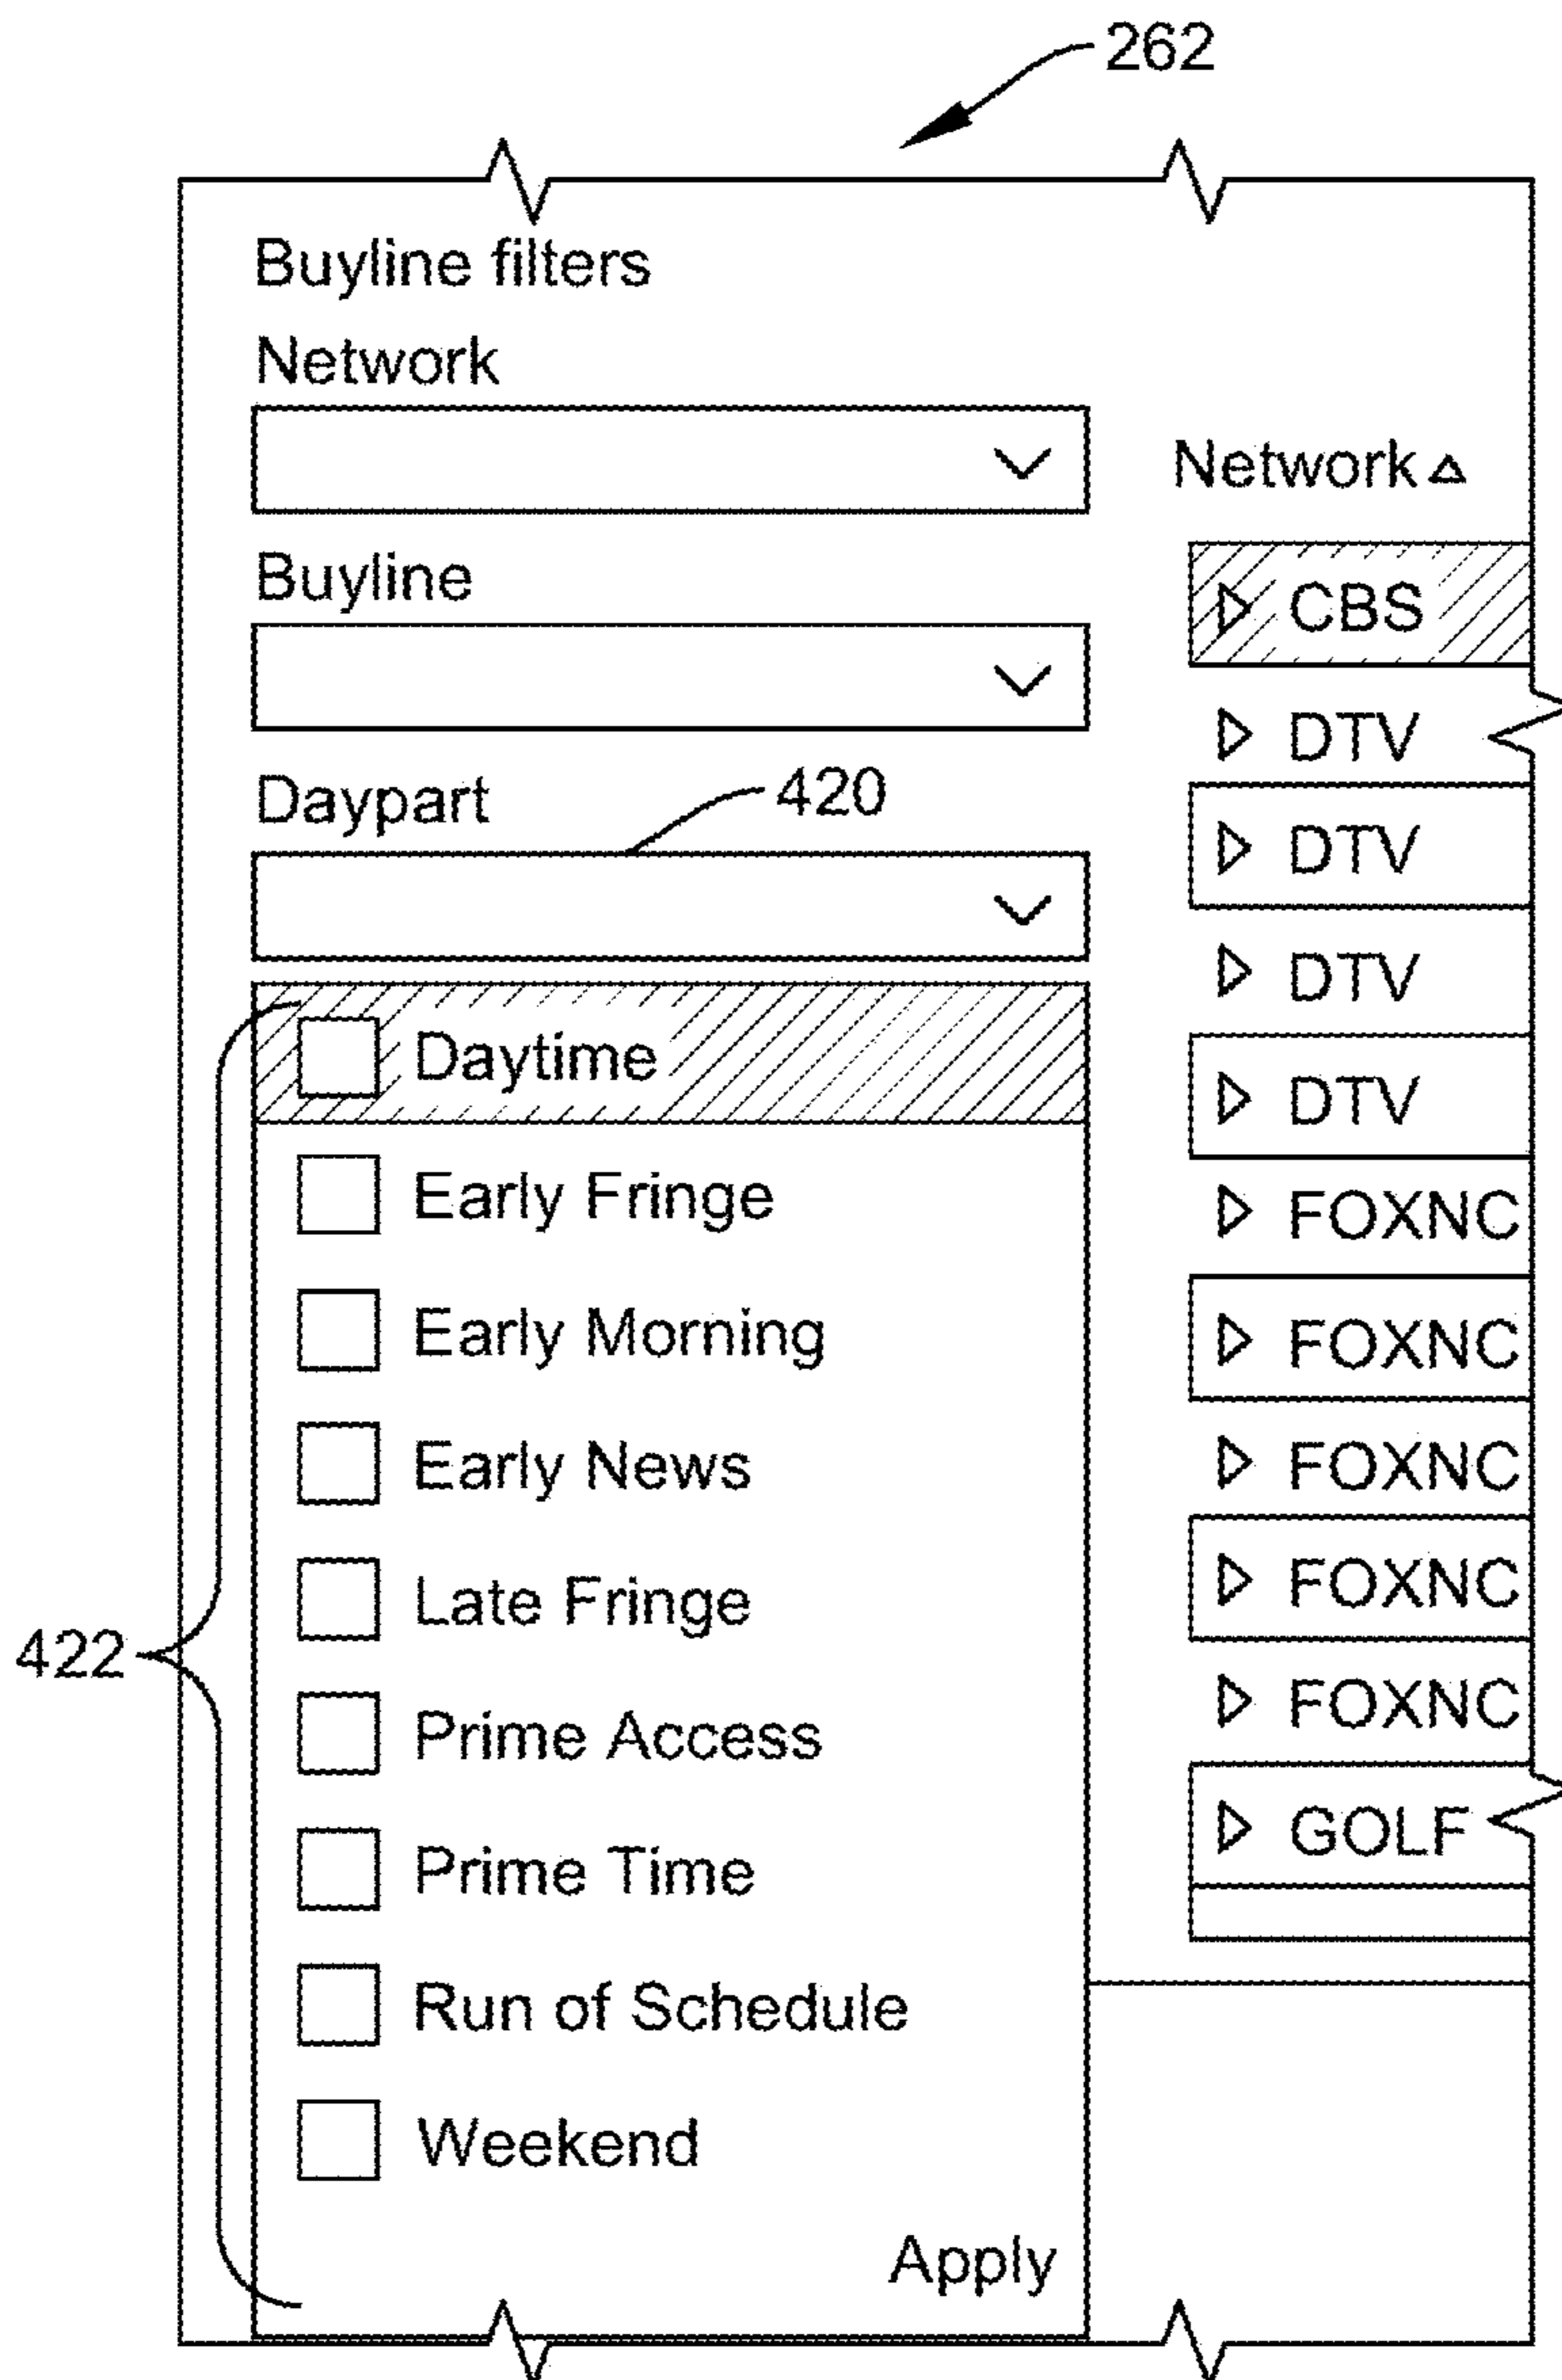 262
Buyline filters
Network
Buyline
Daypart
420
Daytime
Early Fringe
Early Morning
Early News
Late Fringe
Prime Access
Prime Time
Run of Schedule
Weekend
Apply
422
Network
CBS
DTV
DTV
DTV
DTV
FOXNC
FOXNC
FOXNC
FOXNC
FOXNC
GOLF